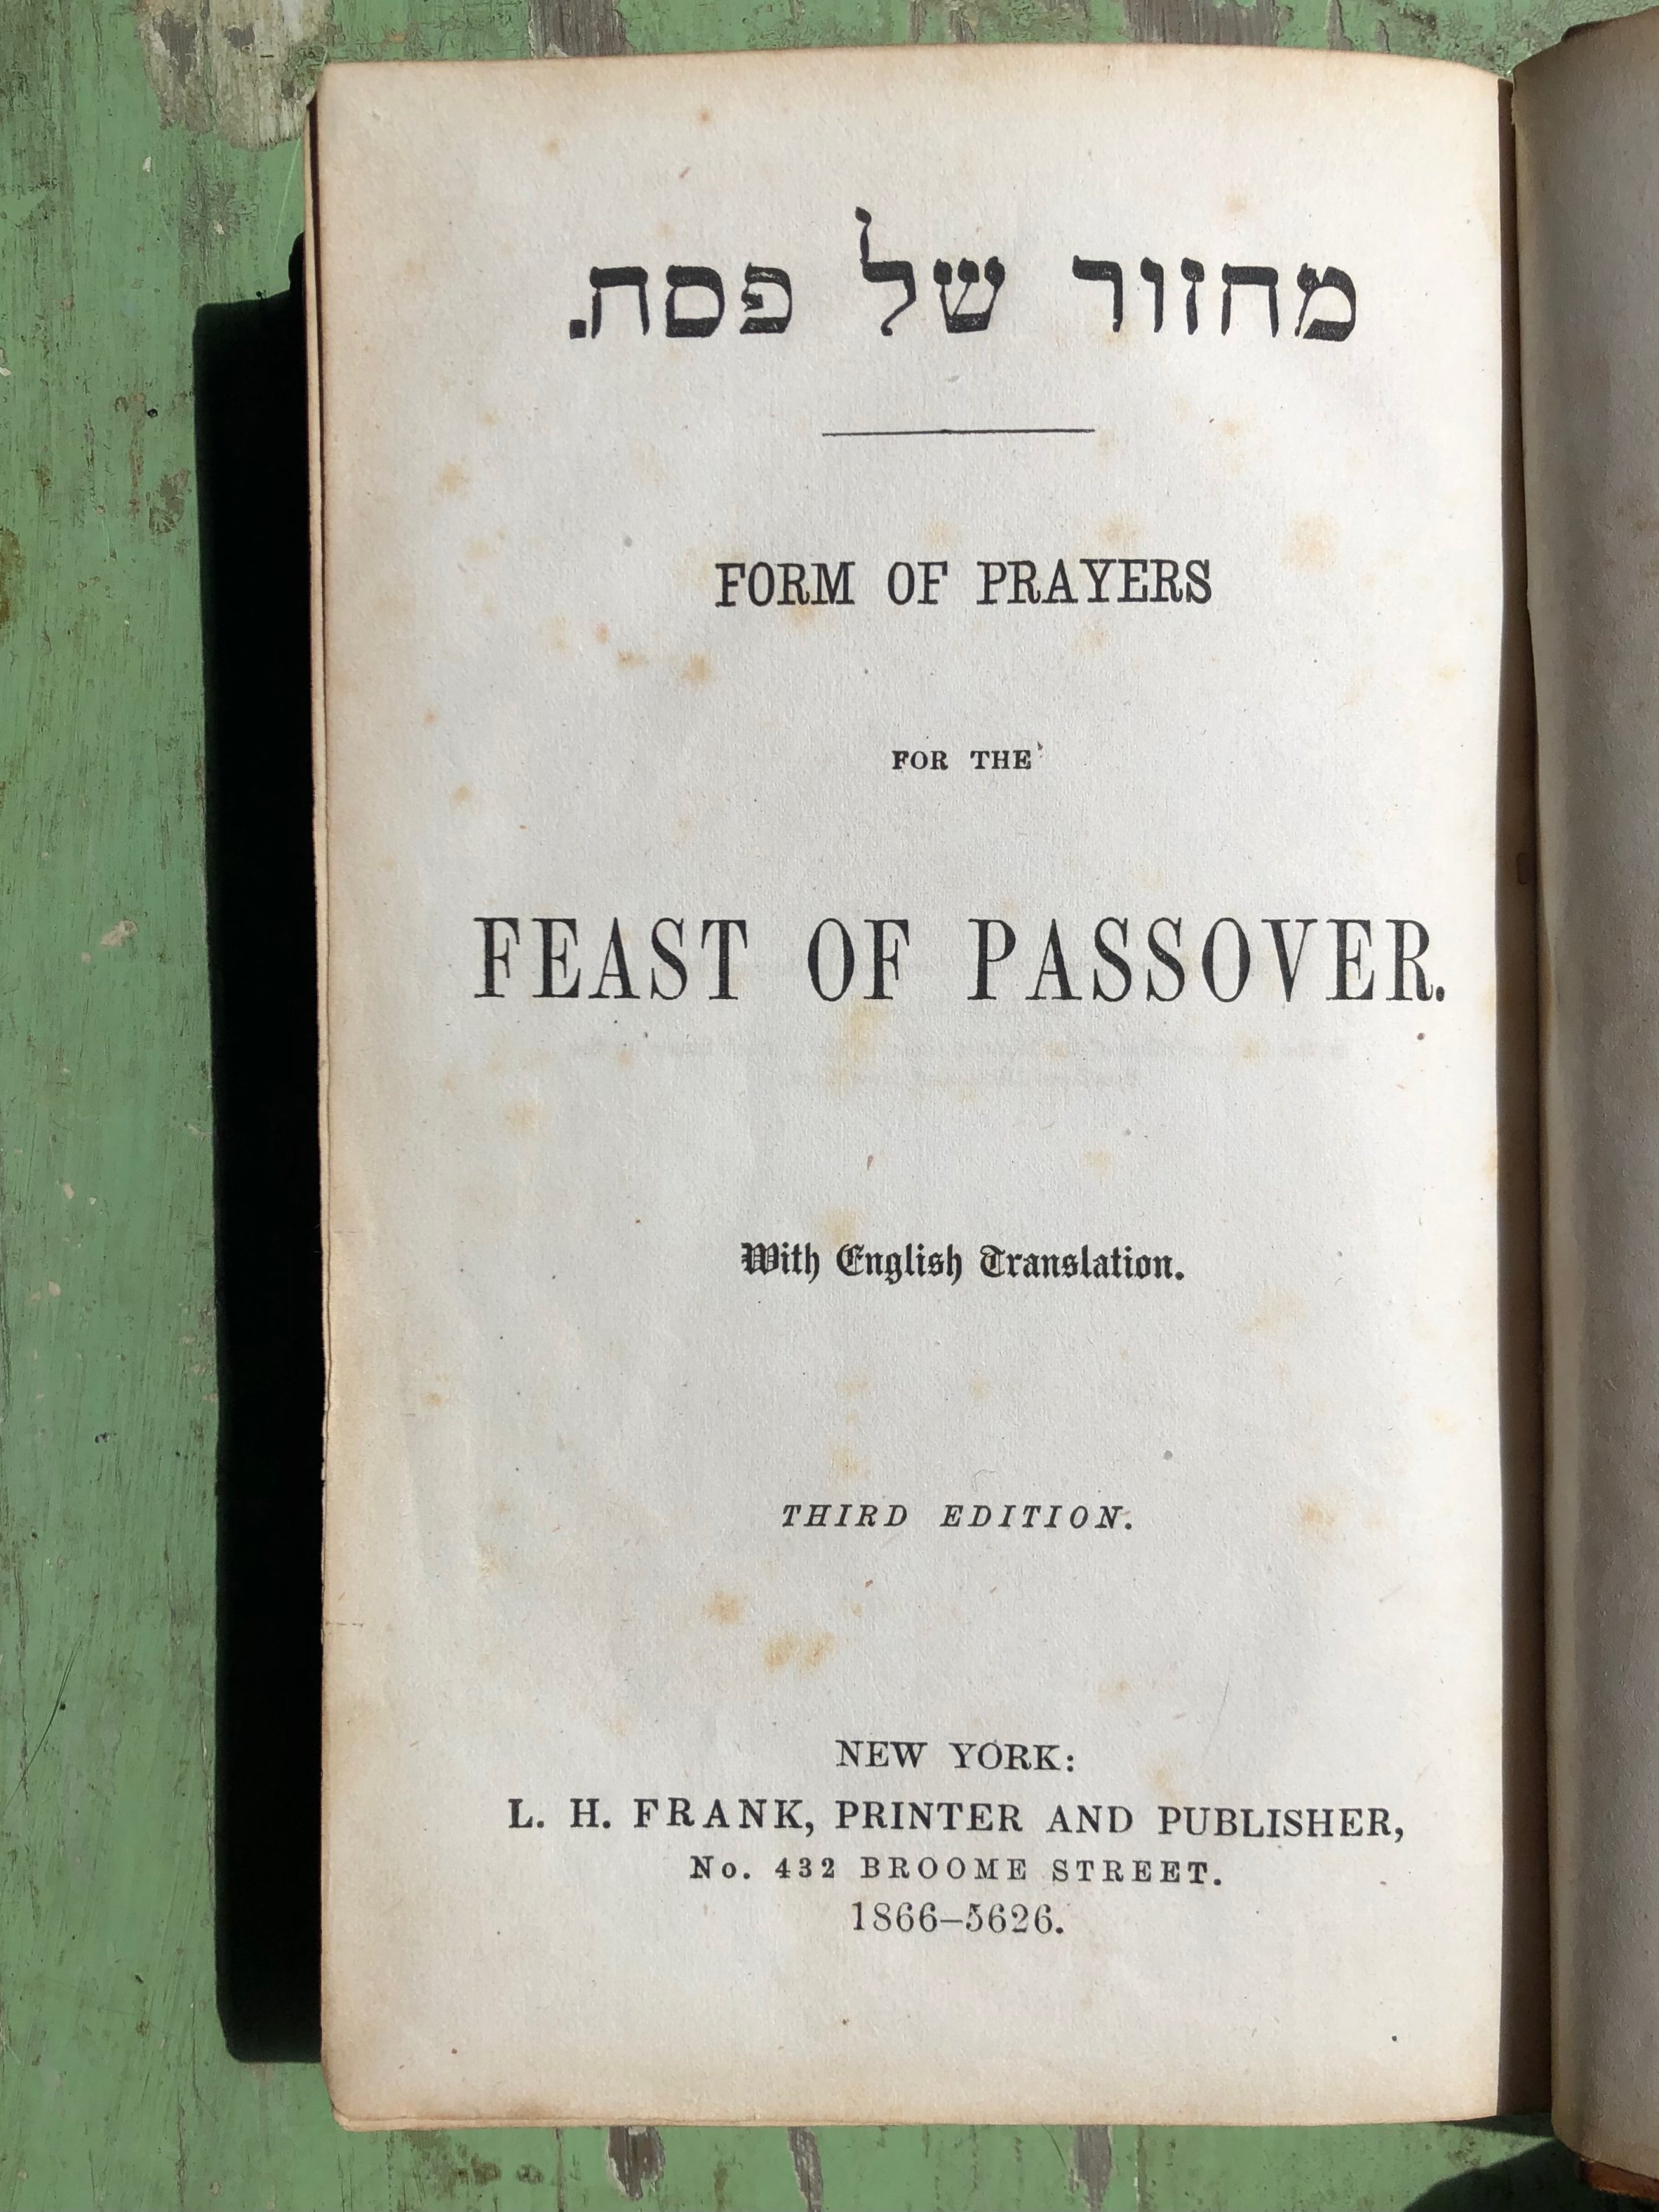 מחזור של פסח.
FORM OF PRAYERS
FOR THE
FEAST OF PASSOVER.
With English Translation.
THIRD EDITION.
NEW YORK:
L. H. FRANK, PRINTER AND PUBLISHER,
No. 432 BROOME STREET.
1866–5626.